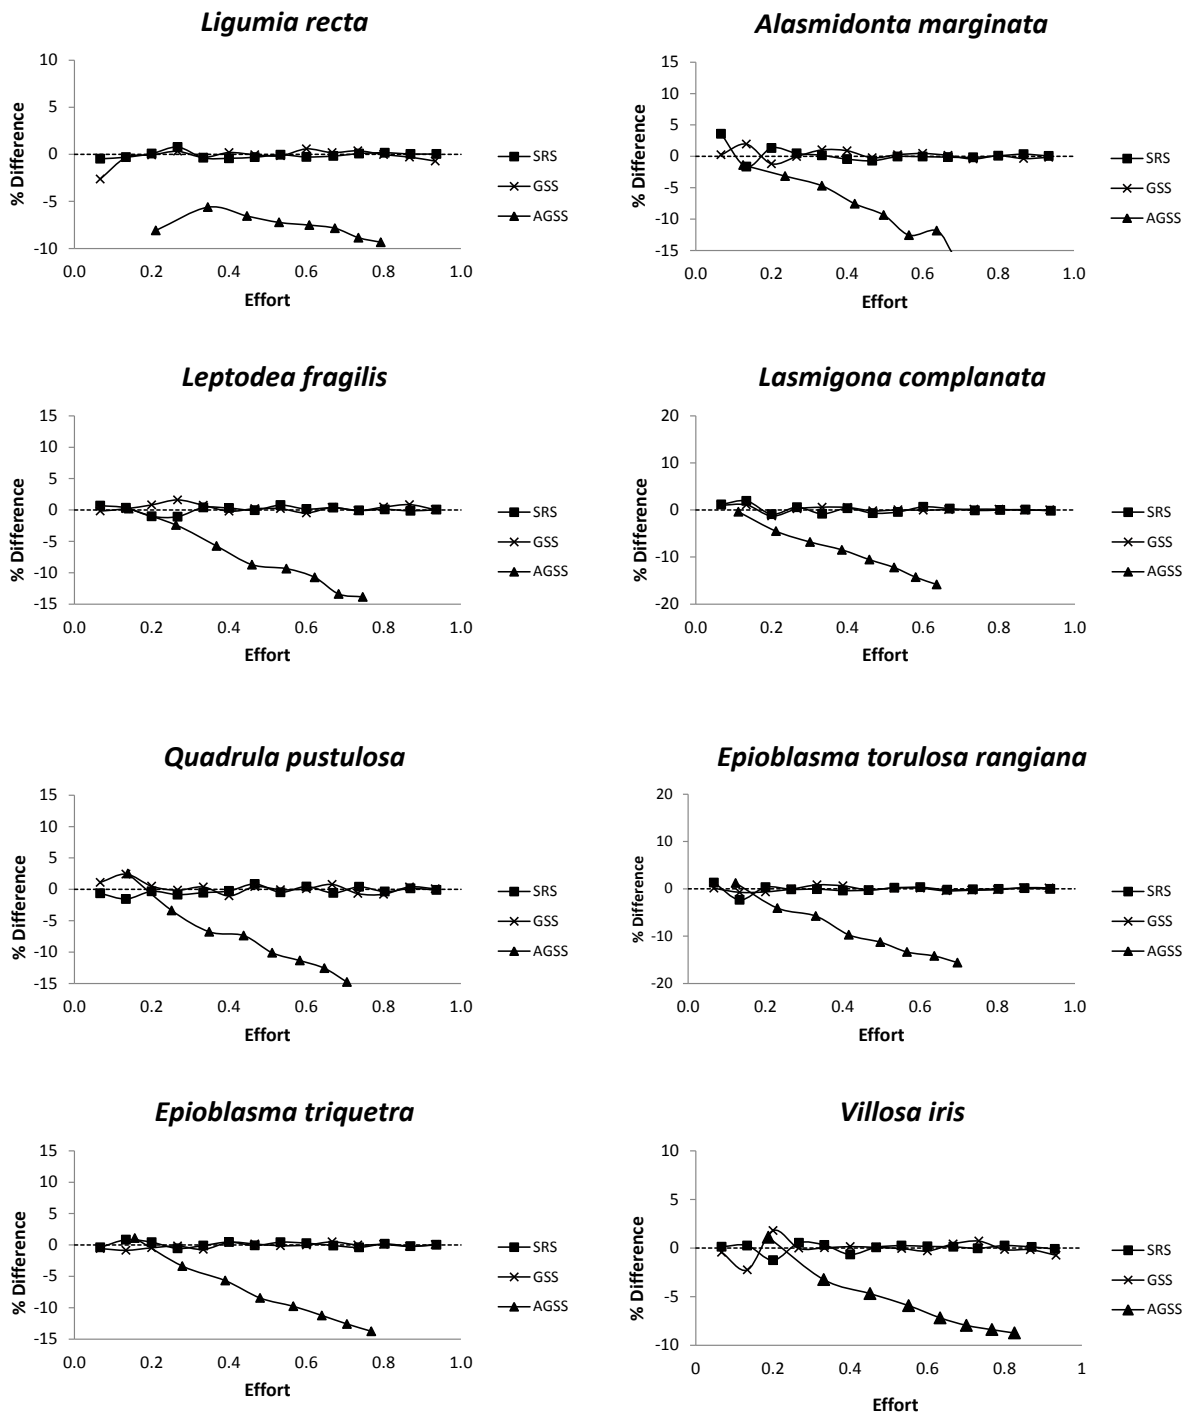 Ligumia recta
10
5
0
-5
-10
% Difference
0.0 0.2 0.4 0.6 0.8 1.0
Effort
SRS
GSS
AGSS
Alasmidonta marginata
15
10
5
0
-5
-10
-15
% Difference
0.0 0.2 0.4 0.6 0.8 1.0
Effort
SRS
GSS
AGSS
Leptodea fragilis
15
10
5
0
-5
-10
-15
% Difference
0.0 0.2 0.4 0.6 0.8 1.0
Effort
SRS
GSS
AGSS
Lasmigona complanata
20
10
0
-10
-20
% Difference
0.0 0.2 0.4 0.6 0.8 1.0
Effort
SRS
GSS
AGSS
Quadrula pustulosa
15
10
5
0
-5
-10
-15
% Difference
0.0 0.2 0.4 0.6 0.8 1.0
Effort
SRS
GSS
AGSS
Epioblasma torulosa rangiana
20
10
0
-10
-20
% Difference
0.0 0.2 0.4 0.6 0.8 1.0
Effort
SRS
GSS
AGSS
Epioblasma triquetra
15
10
5
0
-5
-10
-15
% Difference
0.0 0.2 0.4 0.6 0.8 1.0
Effort
SRS
GSS
AGSS
Villosa iris
10
5
0
-5
-10
% Difference
0 0.2 0.4 0.6 0.8 1
Effort
SRS
GSS
AGSS